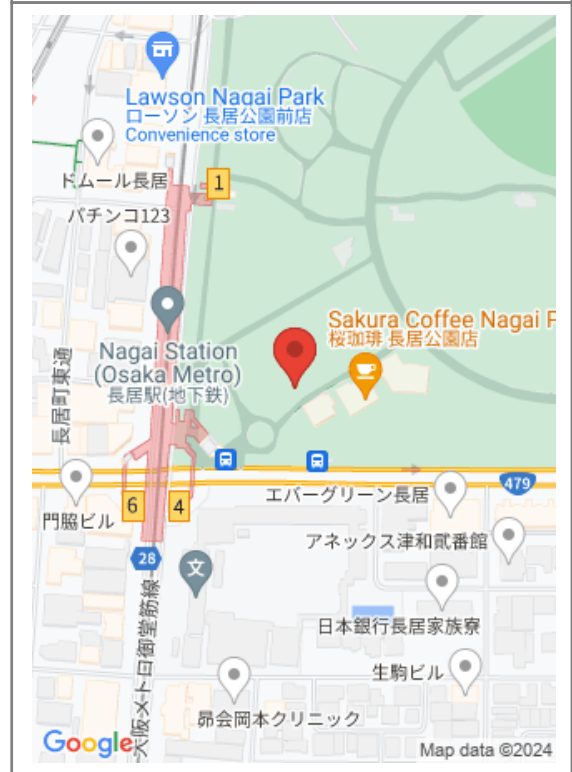 Lawson Nagai Park
ローソン 長居公園前店
Convenience store
ドムール長居
1
パチンコ123
Sakura Coffee Nagai P
桜珈琲 長居公園店
Nagai Station
(Osaka Metro)
長居駅(地下鉄)
長居町東通
479
エバーグリーン長居
6
4
門脇ビル
アネックス津和貮番館
28
文
日本銀行長居家族寮
生駒ビル
大阪メトロ御堂筋線
昴会岡本クリニック
Google
Map data ©2024